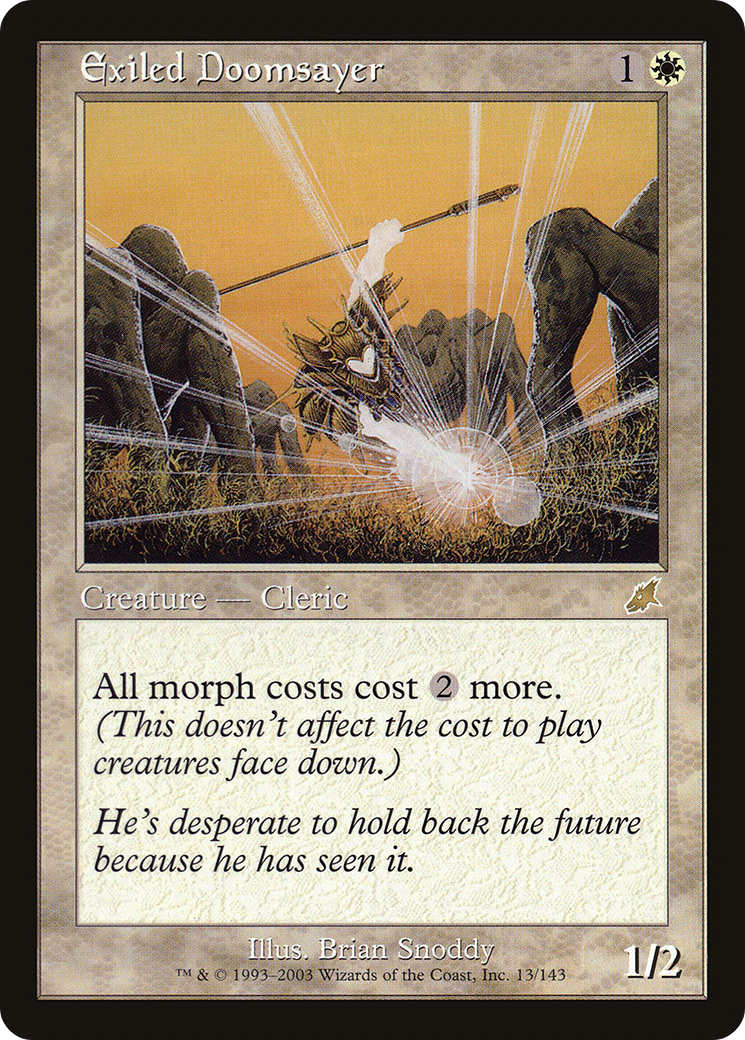 Exiled Doomsayer 1
Creature — Cleric
All morph costs cost 2 more.
(This doesn't affect the cost to play
creatures face down.)
He's desperate to hold back the future
because he has seen it.
Illus. Brian Snoddy
™ & © 1993–2003 Wizards of the Coast, Inc. 13/143
1/2